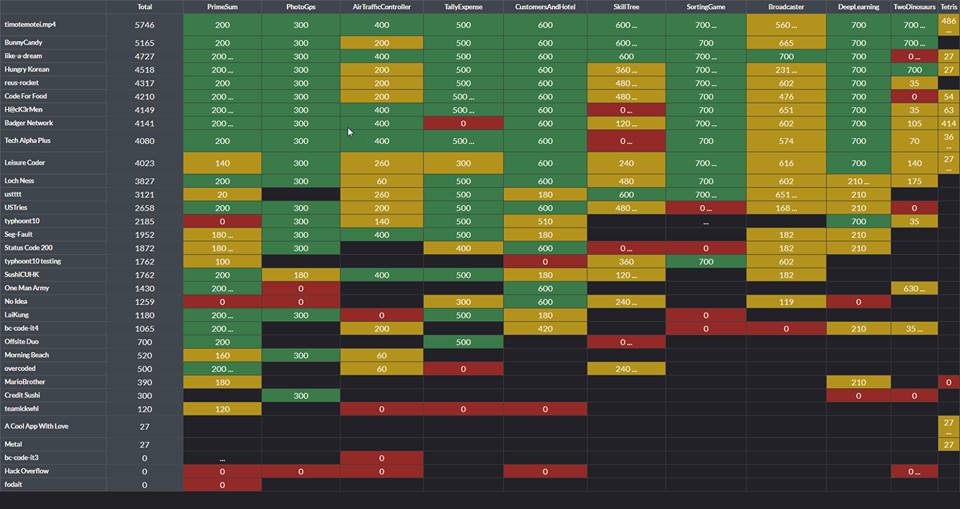 Total PrimeSum PhotoGps AirTrafficController TallyExpense CustomersAndHotel SkillTree SortingGame Broadcaster DeepLearning TwoDinosaurs Tetris
timotemotei.mp4 5746 200 300 400 500 600 600 ... 700 560 ... 700 700 ... 486 ...
BunnyCandy 5165 200 300 200 500 600 600 ... 700 665 700 700 ...
like-a-dream 4727 200 ... 300 400 500 600 600 700 700 700 0 ... 27
Hungry Korean 4518 200 ... 300 200 500 600 360 ... 700 231 ... 700 700 27
reus-rocket 4317 200 ... 300 200 500 600 480 ... 700 602 700 35
Code For Food 4210 200 ... 300 200 500 ... 600 480 ... 700 476 700 0 54
H@cK3rMen 4149 200 ... 300 400 500 ... 600 0 ... 700 651 700 35 63
Badger Network 4141 200 ... 300 400 0 600 120 ... 700 ... 602 700 105 414
Tech Alpha Plus 4080 200 300 400 500 ... 600 0 ... 700 574 700 70 36 ...
Leisure Coder 4023 140 300 260 300 600 240 700 ... 616 700 140 27 ...
Loch Ness 3827 200 300 60 500 600 480 700 602 210 ... 175
ustttt 3121 20 260 500 180 600 700 651 ... 210
USTries 2658 200 300 200 500 600 480 ... 0 ... 168 ... 210 0
typhoont10 2185 0 300 140 500 510 ... 700 35
Seg-Fault 1952 180 ... 300 400 500 180 182 210
Status Code 200 1872 180 ... 300 400 600 0 ... 0 182 210
typhoont10 testing 1762 100 0 360 700 602
SushiCUHK 1762 200 180 400 500 180 120 ... 182
One Man Army 1430 200 ... 0 600 630 ...
No Idea 1259 0 0 300 600 240 ... 119 0
LaiKung 1180 200 ... 300 0 500 180 0
bc-code-it4 1065 200 ... 200 420 0 0 210 35 ...
Offsite Duo 700 200 500 0 ...
Morning Beach 520 160 300 60
overcoded 500 200 ... 60 0 240 ...
MarioBrother 390 180 210 0
Credit Sushi 300 300 0 0
teamickwhl 120 120 0 0 0
A Cool App With Love 27 27 ...
Metal 27 27
bc-code-it3 0 ... 0
Hack Overflow 0 0 0 0 0 0 ...
fodait 0 0